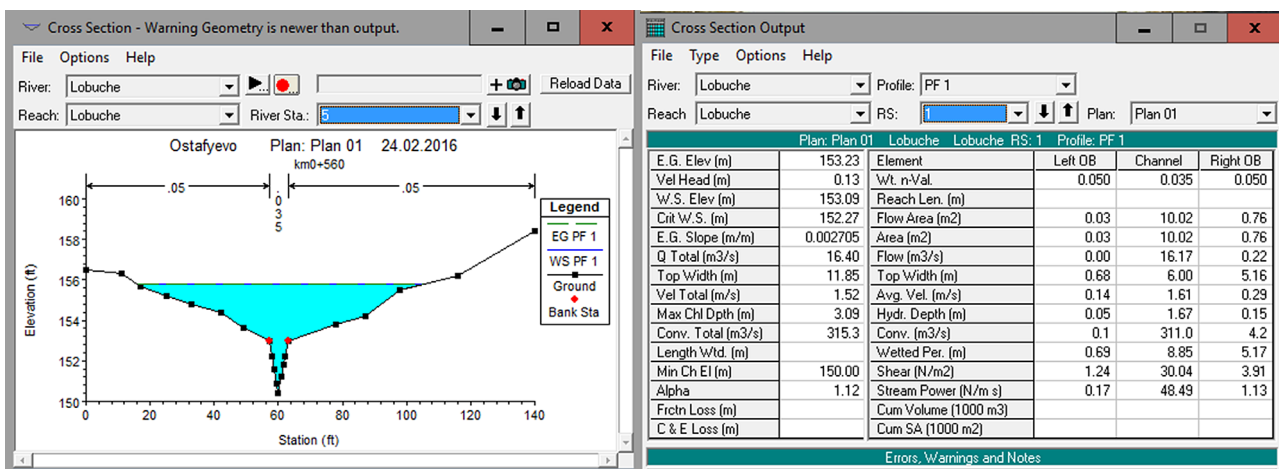 Cross Section - Warning Geometry is newer than output.
File Options Help
River: Lobuche
Reload Data
Reach: Lobuche River Sta.: 5
Ostafyevo Plan: Plan 01 24.02.2016
km0+560
.05 .035 .05
Legend
EG PF 1
WS PF 1
Ground
Bank Sta
Elevation (ft)
160
158
156
154
152
150
0 20 40 60 80 100 120 140
Station (ft)
Cross Section Output
File Type Options Help
River: Lobuche Profile: PF 1
Reach Lobuche RS: 1 Plan: Plan 01
Plan: Plan 01 Lobuche Lobuche RS: 1 Profile: PF 1
E.G. Elev (m) 153.23 Element Left OB Channel Right OB
Vel Head (m) 0.13 Wt. n-Val. 0.050 0.035 0.050
W.S. Elev (m) 153.09 Reach Len. (m)
Crit W.S. (m) 152.27 Flow Area (m2) 0.03 10.02 0.76
E.G. Slope (m/m) 0.002705 Area (m2) 0.03 10.02 0.76
Q Total (m3/s) 16.40 Flow (m3/s) 0.00 16.17 0.22
Top Width (m) 11.85 Top Width (m) 0.68 6.00 5.16
Vel Total (m/s) 1.52 Avg. Vel. (m/s) 0.14 1.61 0.29
Max Chl Dpth (m) 3.09 Hydr. Depth (m) 0.05 1.67 0.15
Conv. Total (m3/s) 315.3 Conv. (m3/s) 0.1 311.0 4.2
Length Wtd. (m) Wetted Per. (m) 0.69 8.85 5.17
Min Ch El (m) 150.00 Shear (N/m2) 1.24 30.04 3.91
Alpha 1.12 Stream Power (N/m s) 0.17 48.49 1.13
Frctn Loss (m) Cum Volume (1000 m3)
C & E Loss (m) Cum SA (1000 m2)
Errors, Warnings and Notes